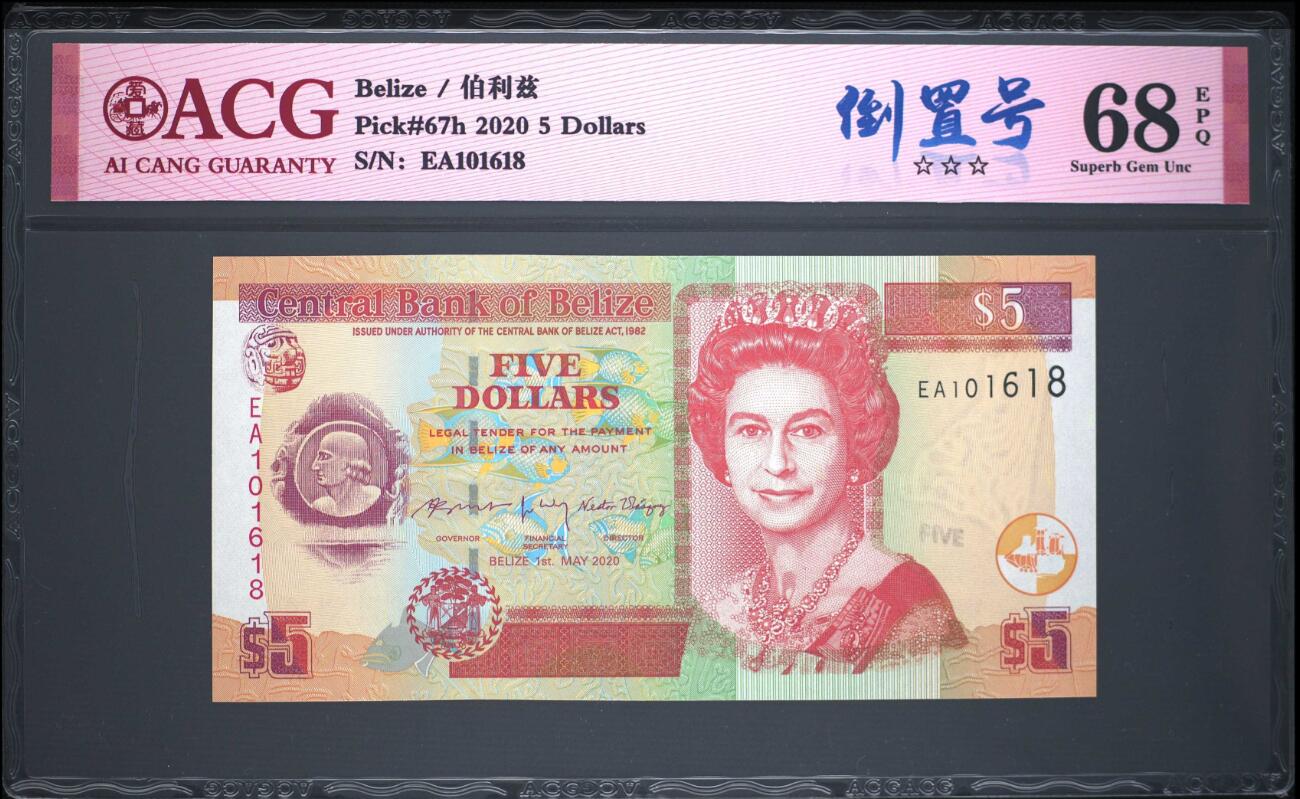 ACG
AI CANG GUARANTY
Belize / 伯利兹
Pick#67h 2020 5 Dollars
S/N: EA101618
倒置号
☆☆☆
68
EPQ
Superb Gem Unc
Central Bank of Belize
ISSUED UNDER AUTHORITY OF THE CENTRAL BANK OF BELIZE ACT, 1982
$5
FIVE
DOLLARS
EA101618
LEGAL TENDER FOR THE PAYMENT
IN BELIZE OF ANY AMOUNT
EA101618
FIVE
GOVERNOR
FINANCIAL
SECRETARY
DIRECTOR
BELIZE 1st. MAY 2020
$5
$5